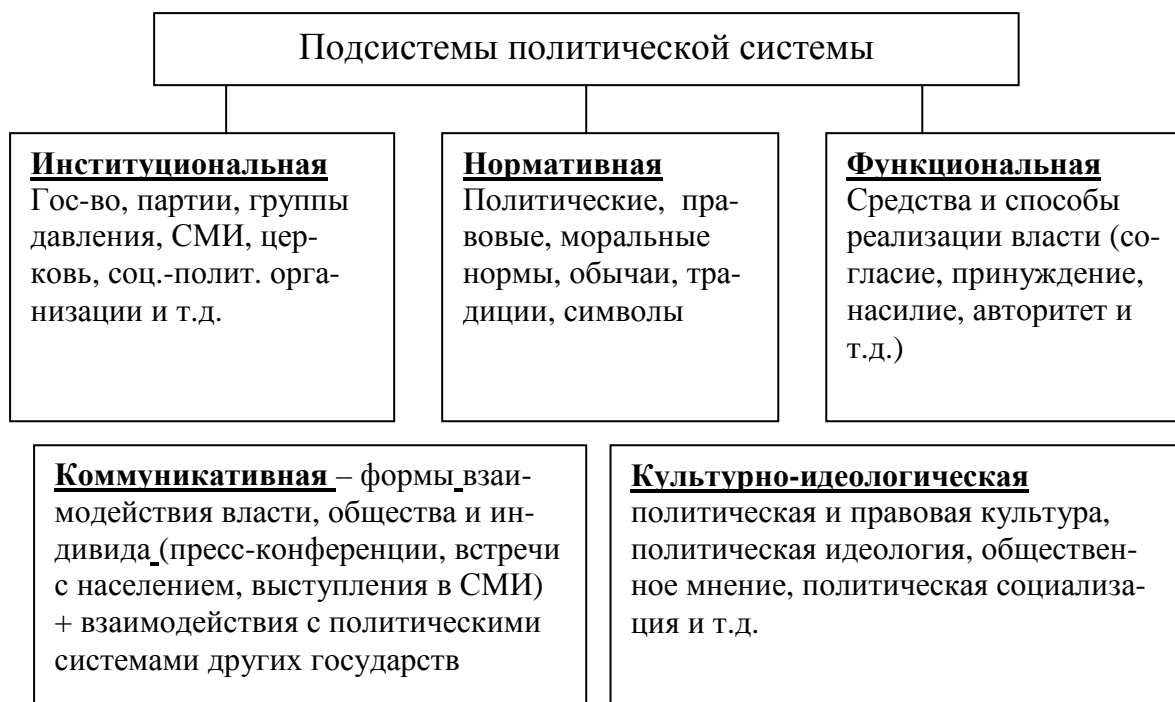 Подсистемы политической системы
Институциональная
Гос-во, партии, группы
давления, СМИ, цер-
ковь, соц.-полит. орга-
низации и т.д.
Нормативная
Политические, пра-
вовые, моральные
нормы, обычаи, тра-
диции, символы
Функциональная
Средства и способы
реализации власти (со-
гласие, принуждение,
насилие, авторитет и
т.д.)
Коммуникативная – формы взаи-
модействия власти, общества и ин-
дивида (пресс-конференции, встречи
с населением, выступления в СМИ)
+ взаимодействия с политическими
системами других государств
Культурно-идеологическая
политическая и правовая культура,
политическая идеология, обществен-
ное мнение, политическая социализа-
ция и т.д.